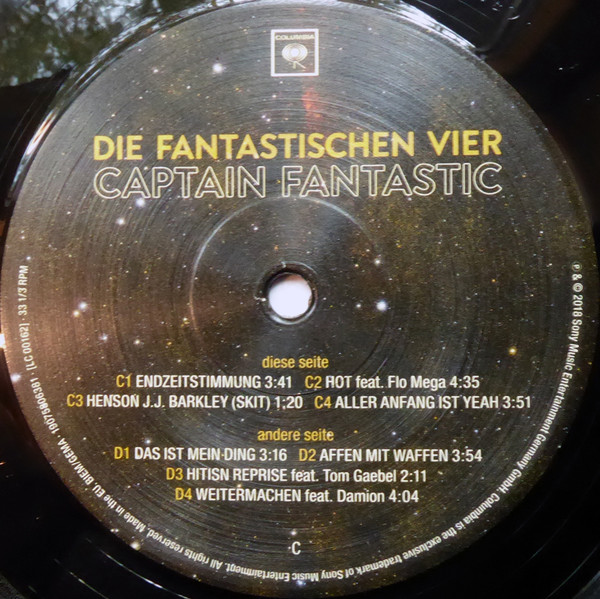 COLUMBIA
DIE FANTASTISCHEN VIER
CAPTAIN FANTASTIC
diese seite
C1 ENDZEITSTIMMUNG 3:41 C2 HOT feat. Flo Mega 4:35
C3 HENSON J.J. BARKLEY (SKIT) 1:20 C4 ALLER ANFANG IST YEAH 3:51
andere seite
D1 DAS IST MEIN DING 3:16 D2 AFFEN MIT WAFFEN 3:54
D3 HITISN REPRISE feat. Tom Gaebel 2:11
D4 WEITERMACHEN feat. Damion 4:04
C
℗ & © 2018 Sony Music Entertainment Germany GmbH. Columbia is the exclusive trademark of Sony Music Entertainment. All rights reserved. Made in the EU. BIEM/GEMA · 19075806391 · [LC 00162] · 33 1/3 RPM